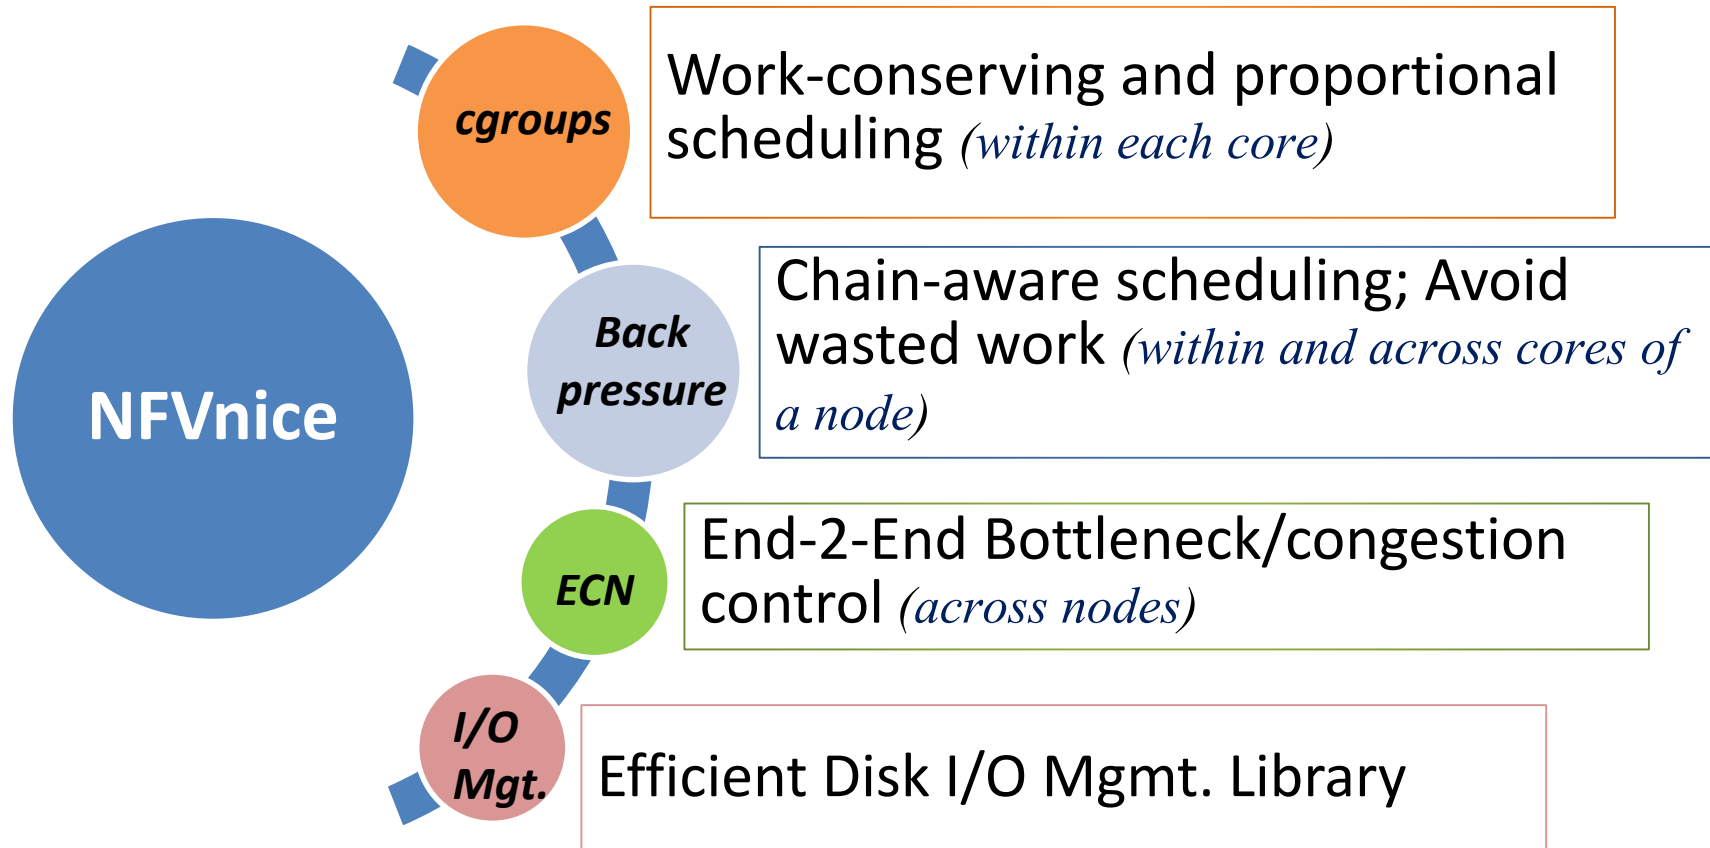 NFVnice
cgroups
Work-conserving and proportional
scheduling (within each core)
Back
pressure
Chain-aware scheduling; Avoid
wasted work (within and across cores of
a node)
ECN
End-2-End Bottleneck/congestion
control (across nodes)
I/O
Mgt.
Efficient Disk I/O Mgmt. Library